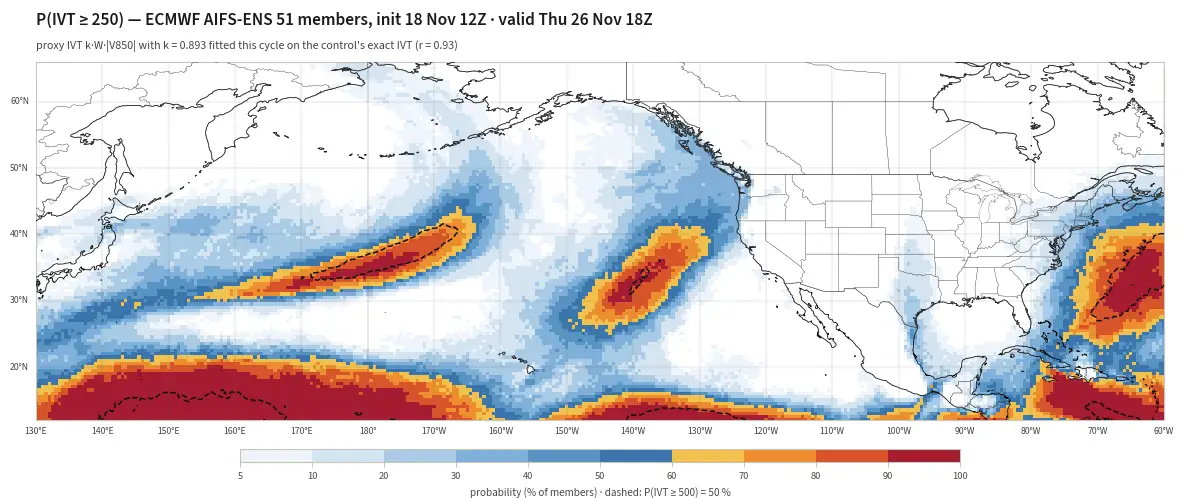 P(IVT ≥ 250) — ECMWF AIFS-ENS 51 members, init 18 Nov 12Z · valid Thu 26 Nov 18Z
proxy IVT k·W·|V850| with k = 0.893 fitted this cycle on the control's exact IVT (r = 0.93)
60°N
50°N
40°N
30°N
20°N
130°E 140°E 150°E 160°E 170°E 180° 170°W 160°W 150°W 140°W 130°W 120°W 110°W 100°W 90°W 80°W 70°W 60°W
5 10 20 30 40 50 60 70 80 90 100
probability (% of members) · dashed: P(IVT ≥ 500) = 50 %